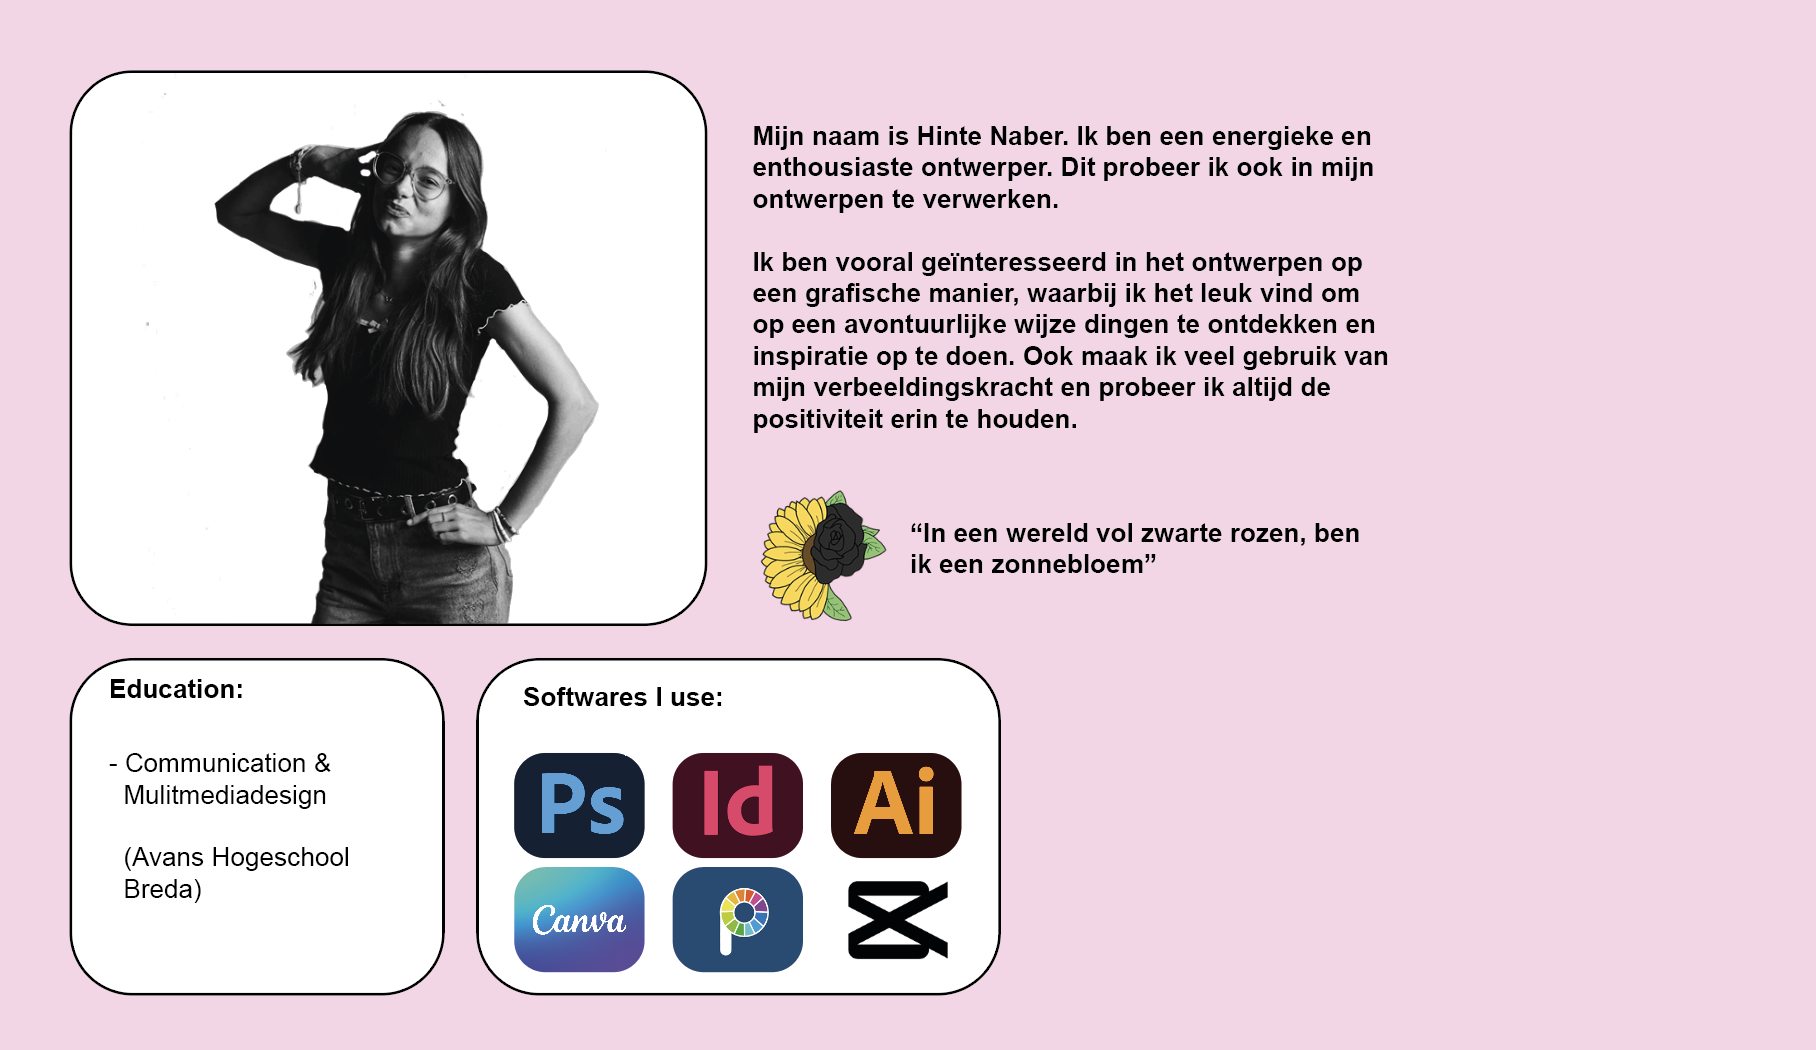 Mijn naam is Hinte Naber. Ik ben een energieke en
enthousiaste ontwerper. Dit probeer ik ook in mijn
ontwerpen te verwerken.
Ik ben vooral geïnteresseerd in het ontwerpen op
een grafische manier, waarbij ik het leuk vind om
op een avontuurlijke wijze dingen te ontdekken en
inspiratie op te doen. Ook maak ik veel gebruik van
mijn verbeeldingskracht en probeer ik altijd de
positiviteit erin te houden.
“In een wereld vol zwarte rozen, ben
ik een zonnebloem”
Education:
- Communication &
Mulitmediadesign
(Avans Hogeschool
Breda)
Softwares I use:
Ps
Id
Ai
Canva
p